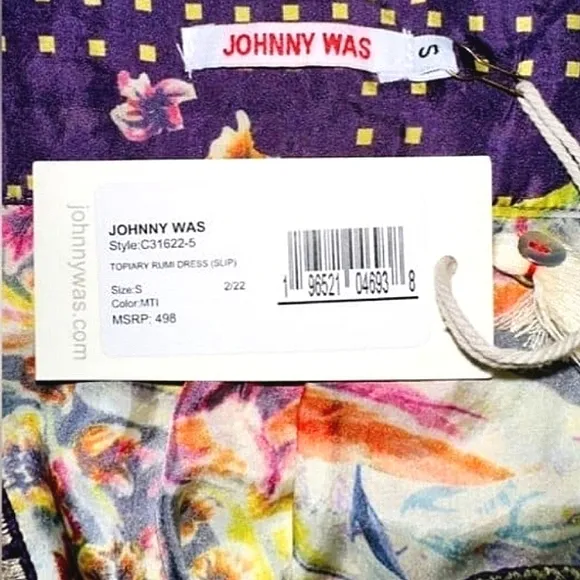 JOHNNY WAS
S
johnnywas.com
JOHNNY WAS
Style:C31622-5
TOPIARY RUMI DRESS (SLIP)
Size:S 2/22
Color:MTI
MSRP: 498
1 96521 04693 8